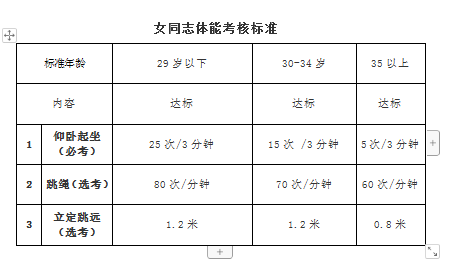 女同志体能考核标准
标准年龄 29 岁以下 30-34 岁 35 以上
内容 达标 达标 达标
1 仰卧起坐 25 次/3 分钟 15 次 /3 分钟 5 次/3 分钟
（必考）
2 跳绳（选考） 80 次/分钟 70 次/分钟 60 次/分钟
3 立定跳远 1.2 米 1.2 米 0.8 米
（选考）